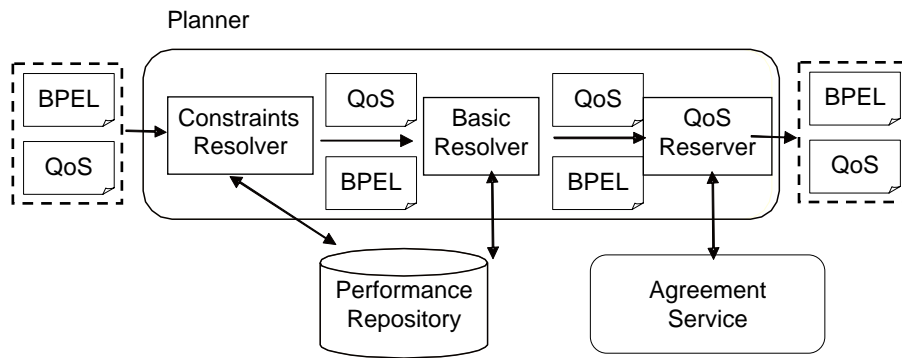 Planner
BPEL
QoS
Constraints
Resolver
QoS
BPEL
Basic
Resolver
QoS
BPEL
QoS
Reserver
BPEL
QoS
Performance
Repository
Agreement
Service